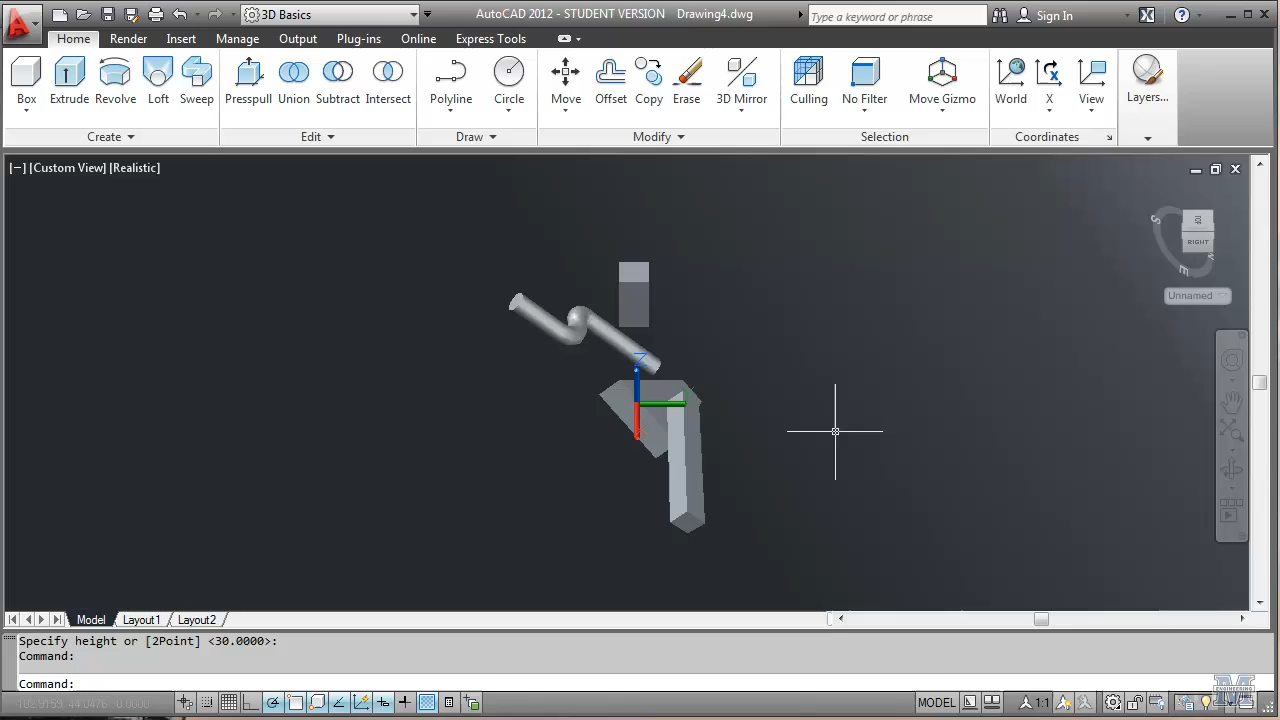 3D Basics
AutoCAD 2012 - STUDENT VERSION Drawing4.dwg
Type a keyword or phrase
Sign In
Home Render Insert Manage Output Plug-ins Online Express Tools
Box Extrude Revolve Loft Sweep Presspull Union Subtract Intersect Polyline Circle Move Offset Copy Erase 3D Mirror Culling No Filter Move Gizmo World X View Layers...
Create Edit Draw Modify Selection Coordinates
[−] [Custom View] [Realistic]
S
RIGHT
E
Unnamed
Z
Model Layout1 Layout2
Specify height or [2Point] <30.0000>:
Command:
Command:
MODEL 1:1
ENGINEERING